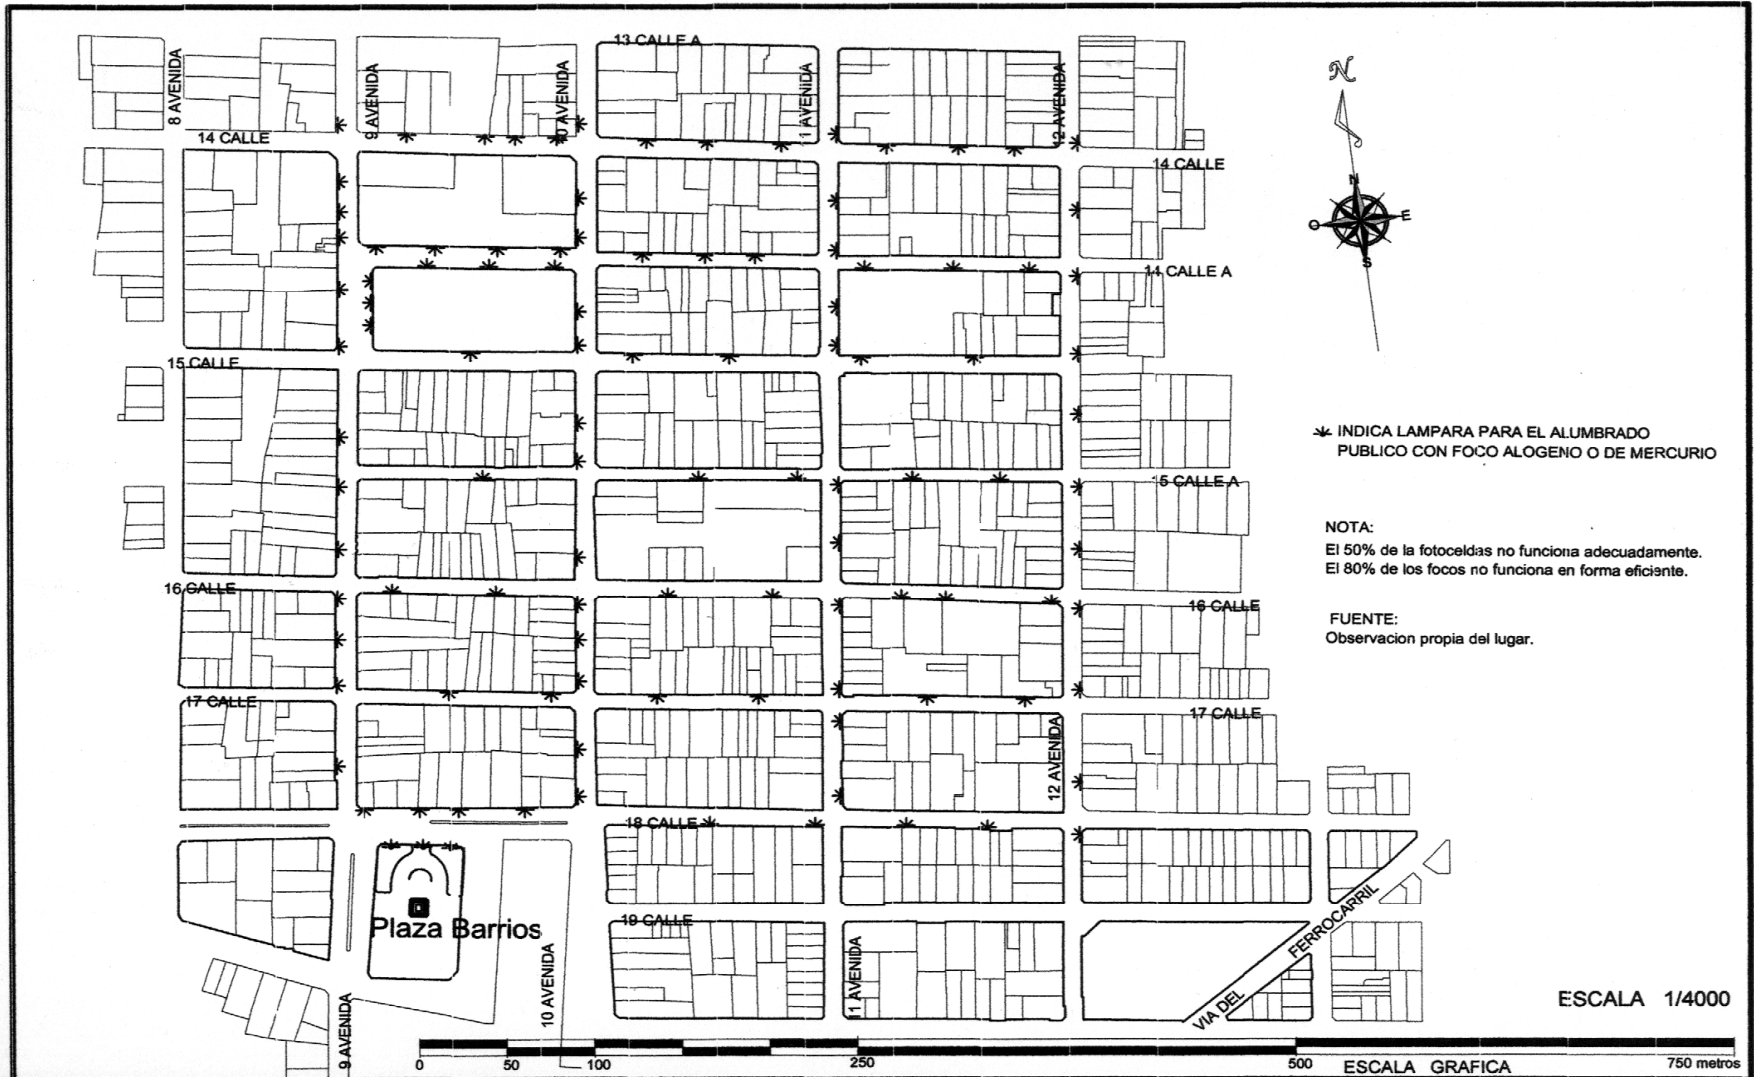 13 CALLE A
8 AVENIDA
9 AVENIDA
10 AVENIDA
11 AVENIDA
12 AVENIDA
14 CALLE
14 CALLE
N
N
O
E
S
14 CALLE A
15 CALLE
INDICA LAMPARA PARA EL ALUMBRADO
PUBLICO CON FOCO ALOGENO O DE MERCURIO
15 CALLE A
NOTA:
El 50% de la fotoceldas no funciona adecuadamente.
El 80% de los focos no funciona en forma eficiente.
16 CALLE
16 CALLE
FUENTE:
Observacion propia del lugar.
17 CALLE
17 CALLE
12 AVENIDA
18 CALLE
Plaza Barrios
19 CALLE
VIA DEL FERROCARRIL
9 AVENIDA
10 AVENIDA
11 AVENIDA
ESCALA 1/4000
0 50 100 250 500 750 metros
ESCALA GRAFICA